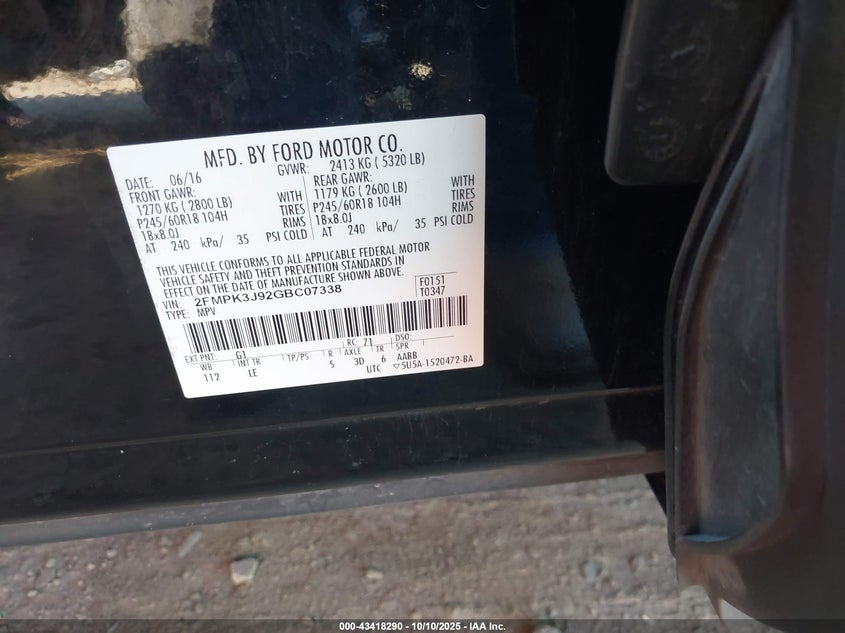 MFD. BY FORD MOTOR CO.
DATE: 06/16 GVWR: 2413 KG ( 5320 LB)
FRONT GAWR: REAR GAWR:
1270 KG ( 2800 LB) WITH 1179 KG ( 2600 LB) WITH
P245/60R18 104H TIRES P245/60R18 104H TIRES
18x8.0J RIMS 18x8.0J RIMS
AT 240 kPa/ 35 PSI COLD AT 240 kPa/ 35 PSI COLD
THIS VEHICLE CONFORMS TO ALL APPLICABLE FEDERAL MOTOR
VEHICLE SAFETY AND THEFT PREVENTION STANDARDS IN
EFFECT ON THE DATE OF MANUFACTURE SHOWN ABOVE.
VIN: 2FMPK3J92GBC07338 F0151
TYPE: MPV T0347
EXT PNT: G1 RC: 71 DSO:
WB INT TR TP/PS R AXLE TR SPR
112 LE S 3D 6 AABB
UTC ▽5U5A-1520472-BA
000-43418290 - 10/10/2025 - IAA Inc.